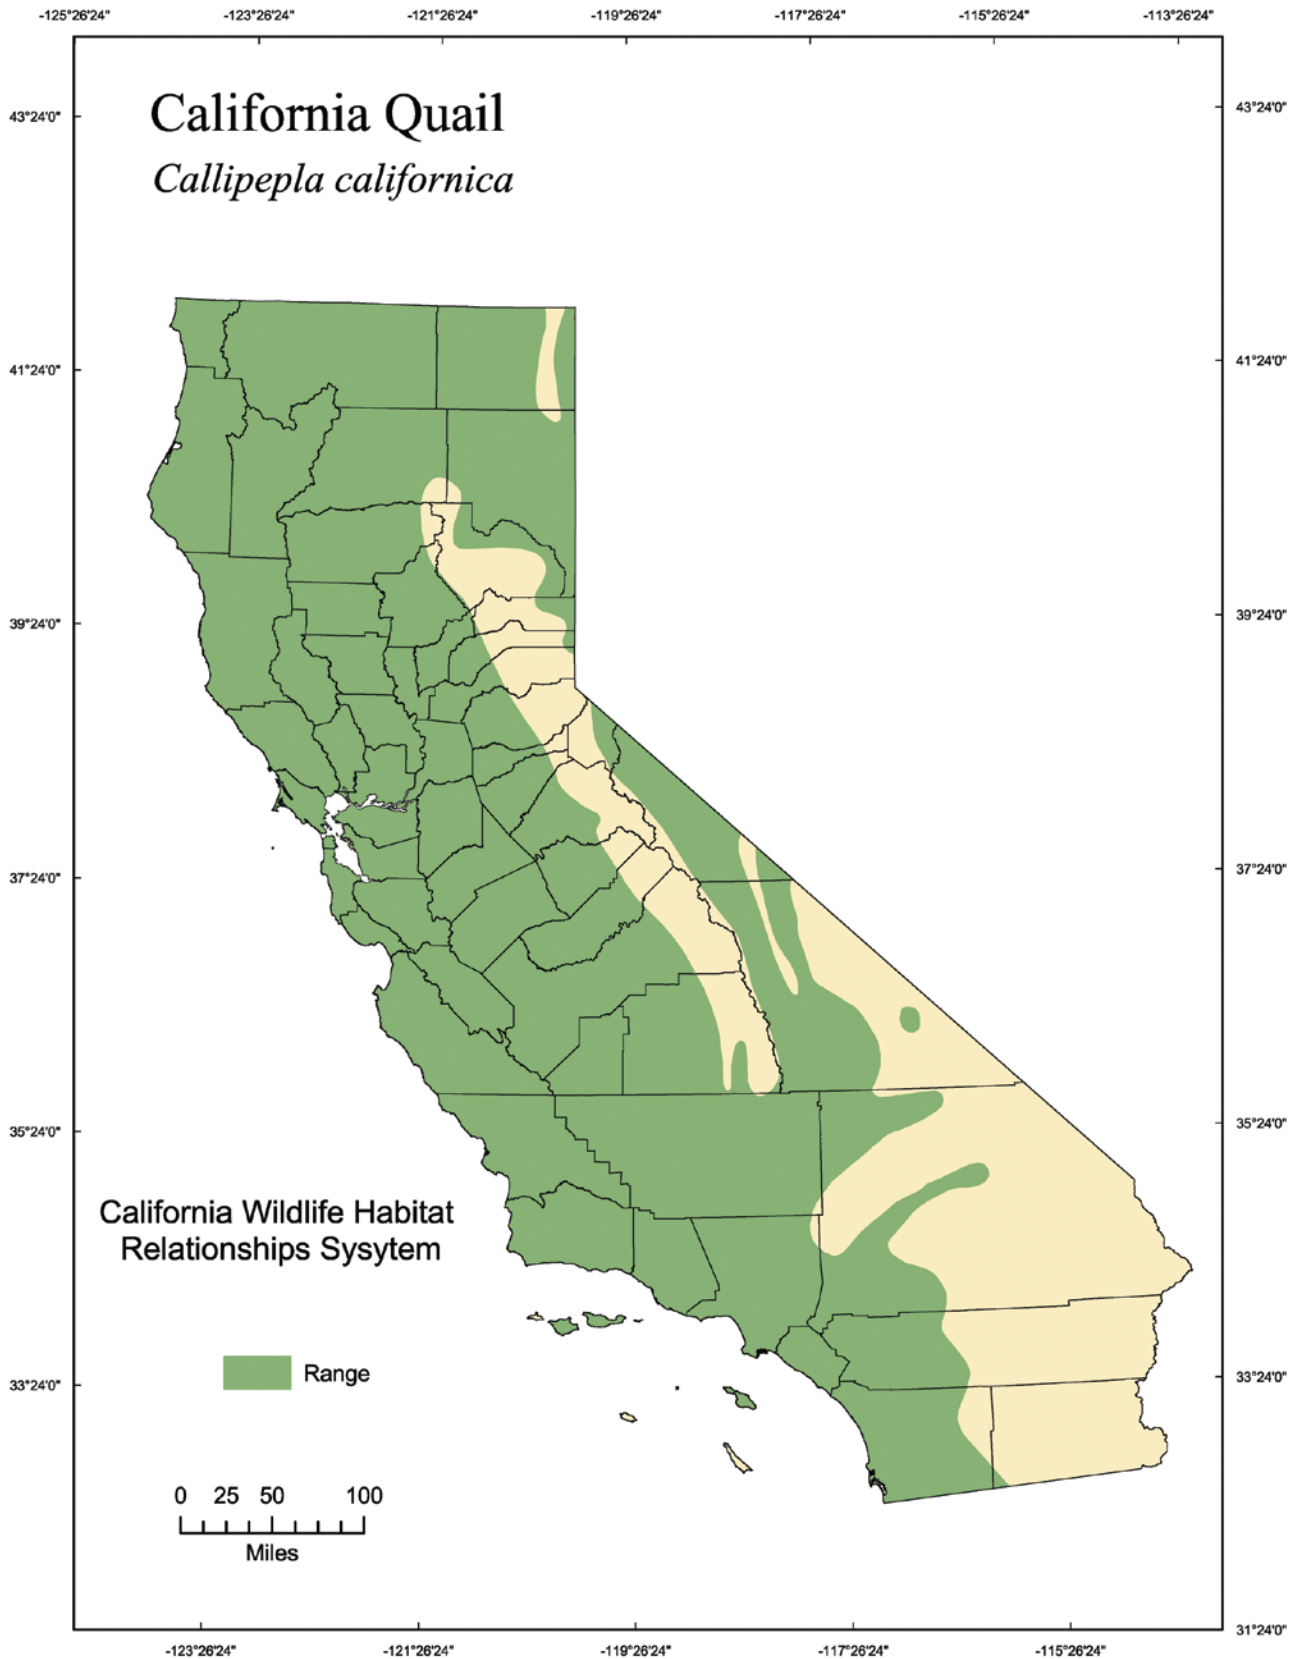 -125°26'24" -123°26'24" -121°26'24" -119°26'24" -117°26'24" -115°26'24" -113°26'24"
California Quail
Callipepla californica
43°24'0" 43°24'0"
41°24'0" 41°24'0"
39°24'0" 39°24'0"
37°24'0" 37°24'0"
35°24'0" 35°24'0"
California Wildlife Habitat
Relationships Sysytem
Range
33°24'0" 33°24'0"
0 25 50 100
Miles
31°24'0"
-123°26'24" -121°26'24" -119°26'24" -117°26'24" -115°26'24"